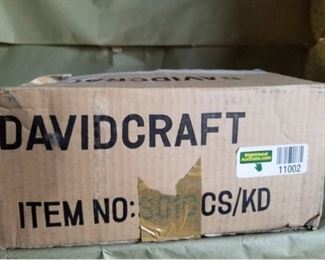 DAVIDCRAFT
ITEM NO: CS/KD
Auctions.com
11002